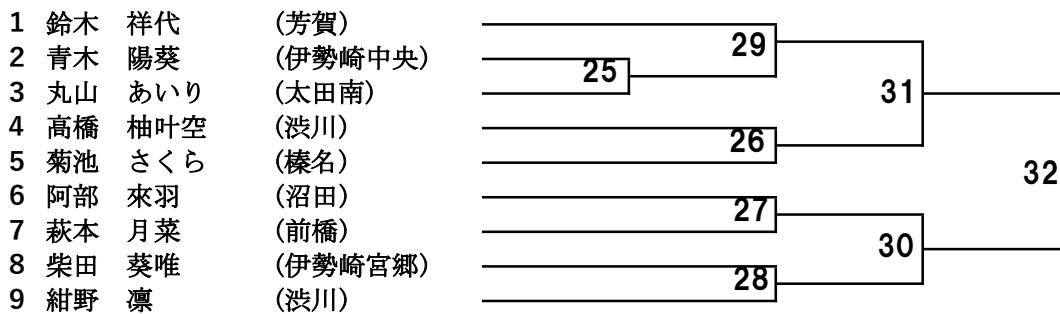 1 鈴木 祥代 (芳賀)
2 青木 陽葵 (伊勢崎中央)
3 丸山 あいり (太田南)
4 高橋 柚叶空 (渋川)
5 菊池 さくら (榛名)
6 阿部 來羽 (沼田)
7 萩本 月菜 (前橋)
8 柴田 葵唯 (伊勢崎宮郷)
9 紺野 凛 (渋川)
25
26
27
28
29
30
31
32